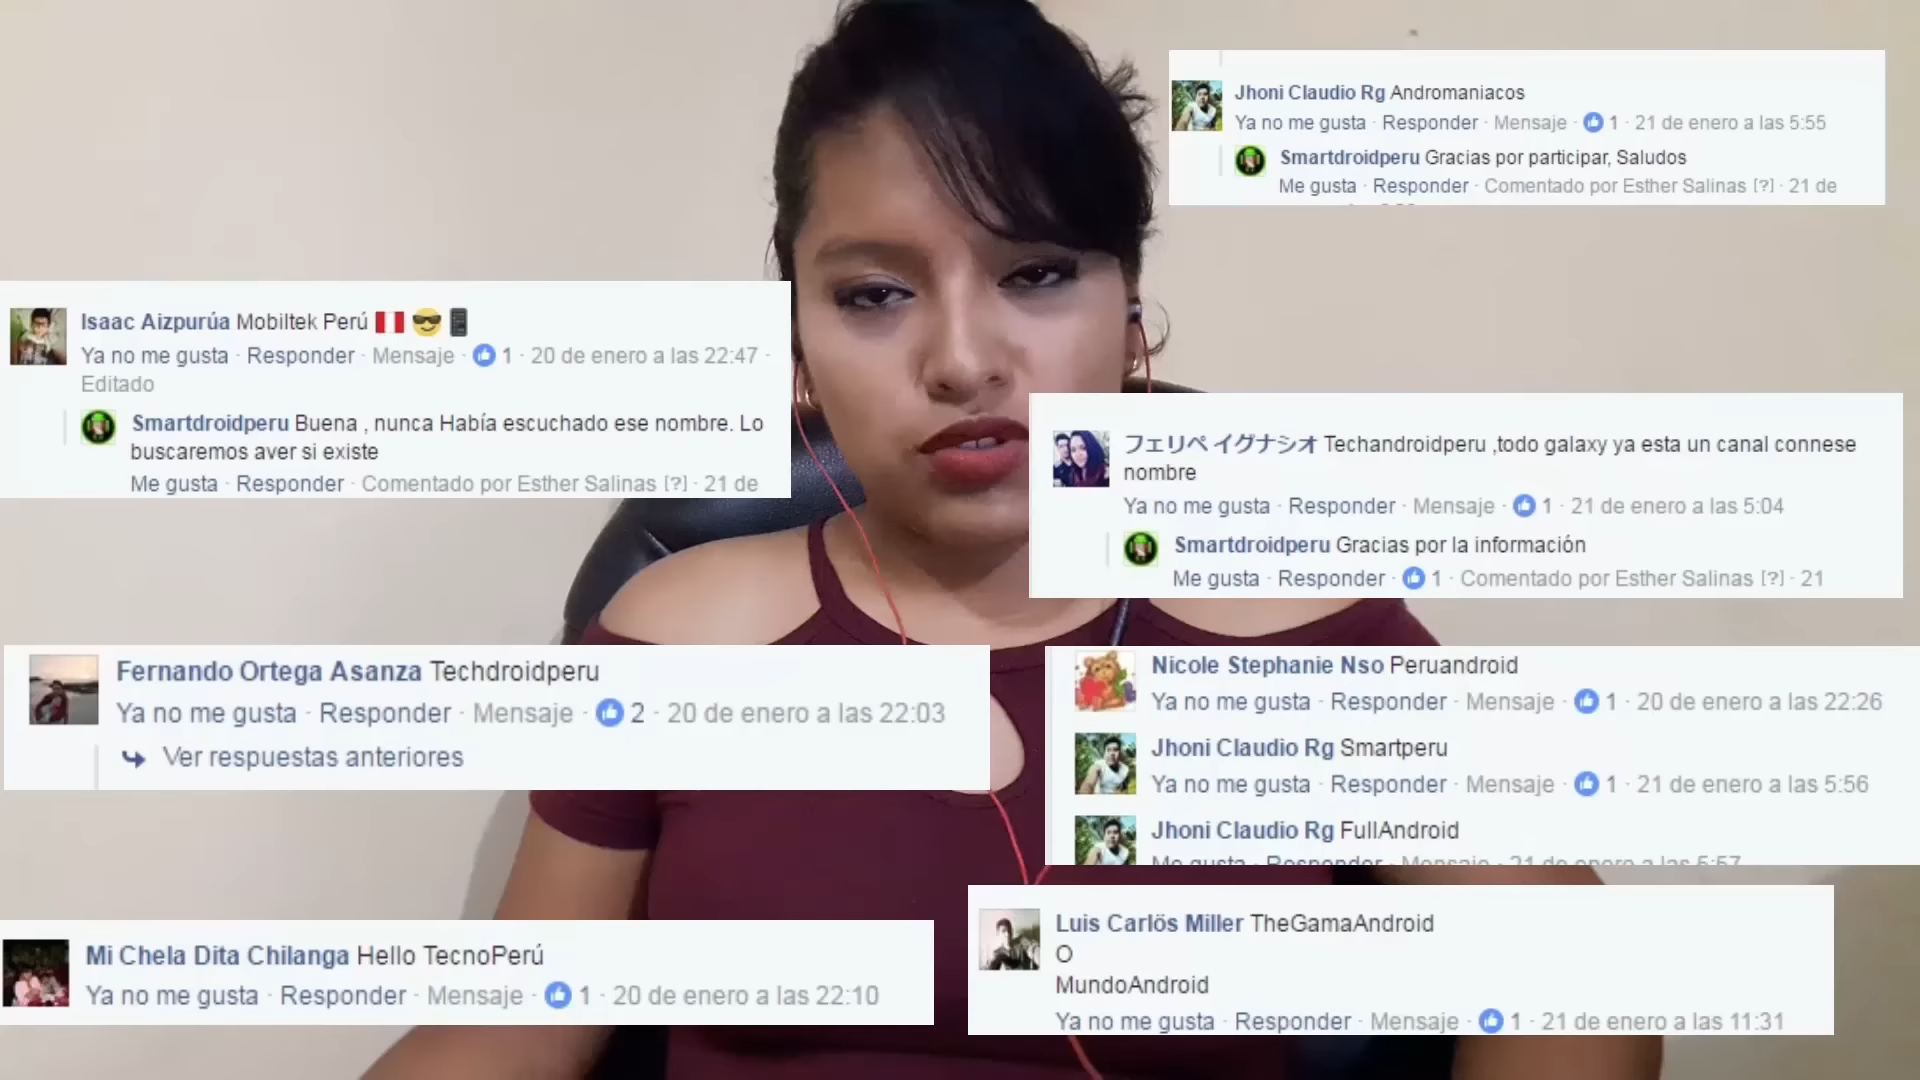 Jhoni Claudio Rg Andromaniacos
Ya no me gusta · Responder · Mensaje · 1 · 21 de enero a las 5:55
Smartdroidperu Gracias por participar, Saludos
Me gusta · Responder · Comentado por Esther Salinas [?] · 21 de
Isaac Aizpurúa Mobiltek Perú 🇵🇪 😎 📱
Ya no me gusta · Responder · Mensaje · 1 · 20 de enero a las 22:47 ·
Editado
Smartdroidperu Buena , nunca Había escuchado ese nombre. Lo
buscaremos aver si existe
Me gusta · Responder · Comentado por Esther Salinas [?] · 21 de
フェリペ イグナシオ Techandroidperu ,todo galaxy ya esta un canal connese
nombre
Ya no me gusta · Responder · Mensaje · 1 · 21 de enero a las 5:04
Smartdroidperu Gracias por la información
Me gusta · Responder · 1 · Comentado por Esther Salinas [?] · 21
Fernando Ortega Asanza Techdroidperu
Ya no me gusta · Responder · Mensaje · 2 · 20 de enero a las 22:03
Ver respuestas anteriores
Nicole Stephanie Nso Peruandroid
Ya no me gusta · Responder · Mensaje · 1 · 20 de enero a las 22:26
Jhoni Claudio Rg Smartperu
Ya no me gusta · Responder · Mensaje · 1 · 21 de enero a las 5:56
Jhoni Claudio Rg FullAndroid
Me gusta · Responder · Mensaje · 21 de enero a las 5:57
Mi Chela Dita Chilanga Hello TecnoPerú
Ya no me gusta · Responder · Mensaje · 1 · 20 de enero a las 22:10
Luis Carlös Miller TheGamaAndroid
O
MundoAndroid
Ya no me gusta · Responder · Mensaje · 1 · 21 de enero a las 11:31